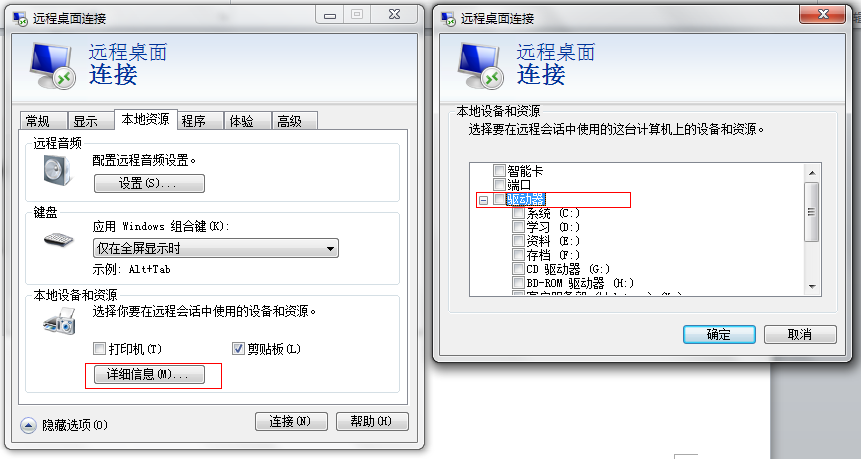 远程桌面连接
远程桌面
连接
常规 显示 本地资源 程序 体验 高级
远程音频
配置远程音频设置。
设置(S)...
键盘
应用 Windows 组合键(K):
仅在全屏显示时
示例: Alt+Tab
本地设备和资源
选择你要在远程会话中使用的设备和资源。
打印机(T) 剪贴板(L)
详细信息(M)...
隐藏选项(O) 连接(N) 帮助(H)
远程桌面连接
远程桌面
连接
本地设备和资源
选择要在远程会话中使用的这台计算机上的设备和资源。
智能卡
端口
驱动器
系统 (C:)
学习 (D:)
资料 (E:)
存档 (F:)
CD 驱动器 (G:)
BD-ROM 驱动器 (H:)
确定 取消